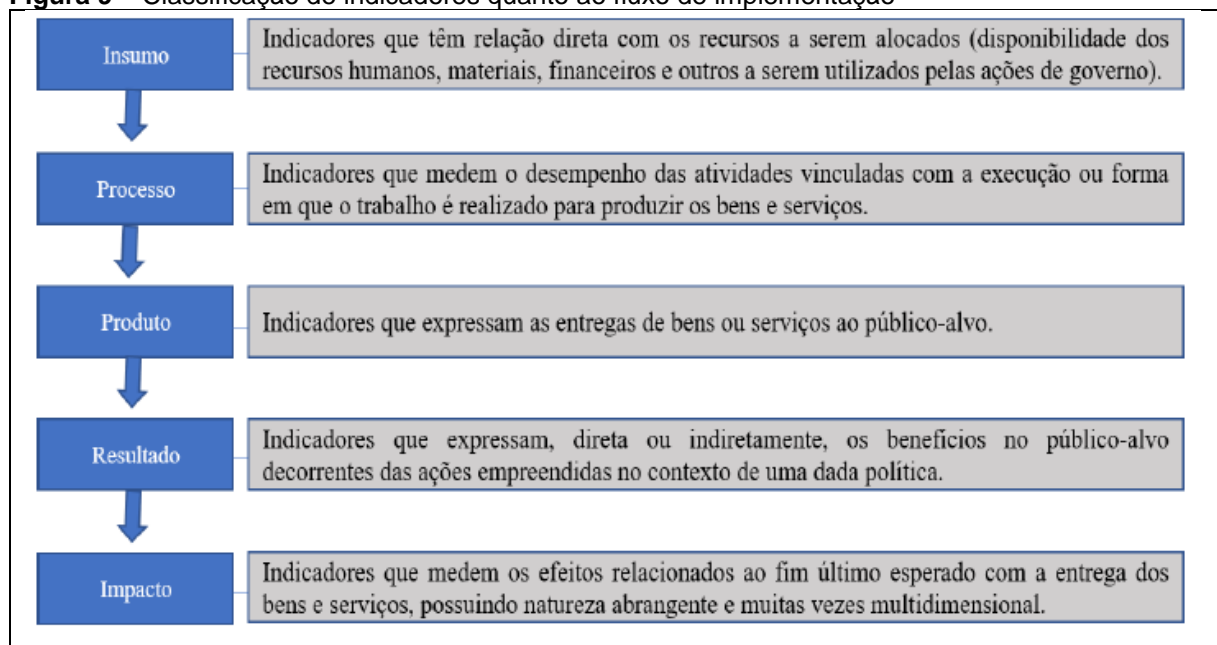 Insumo
Indicadores que têm relação direta com os recursos a serem alocados (disponibilidade dos
recursos humanos, materiais, financeiros e outros a serem utilizados pelas ações de governo).
Processo
Indicadores que medem o desempenho das atividades vinculadas com a execução ou forma
em que o trabalho é realizado para produzir os bens e serviços.
Produto
Indicadores que expressam as entregas de bens ou serviços ao público-alvo.
Resultado
Indicadores que expressam, direta ou indiretamente, os benefícios no público-alvo
decorrentes das ações empreendidas no contexto de uma dada política.
Impacto
Indicadores que medem os efeitos relacionados ao fim último esperado com a entrega dos
bens e serviços, possuindo natureza abrangente e muitas vezes multidimensional.